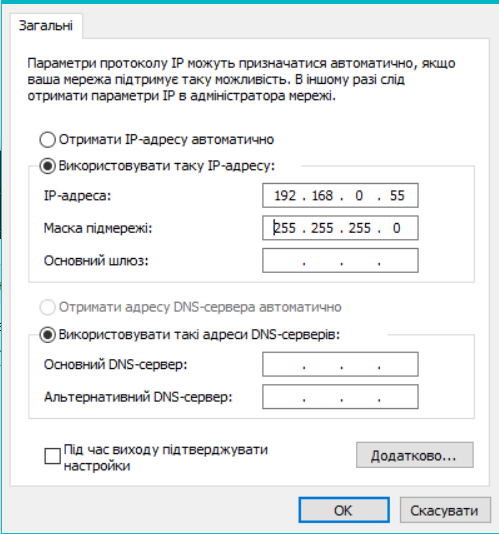 Загальні
Параметри протоколу IP можуть призначатися автоматично, якщо
ваша мережа підтримує таку можливість. В іншому разі слід
отримати параметри IP в адміністратора мережі.
Отримати IP-адресу автоматично
Використовувати таку IP-адресу:
IP-адреса: 192 . 168 . 0 . 55
Маска підмережі: 255 . 255 . 255 . 0
Основний шлюз: . . .
Отримати адресу DNS-сервера автоматично
Використовувати такі адреси DNS-серверів:
Основний DNS-сервер: . . .
Альтернативний DNS-сервер: . . .
Під час виходу підтверджувати
настройки
Додатково...
OK Скасувати